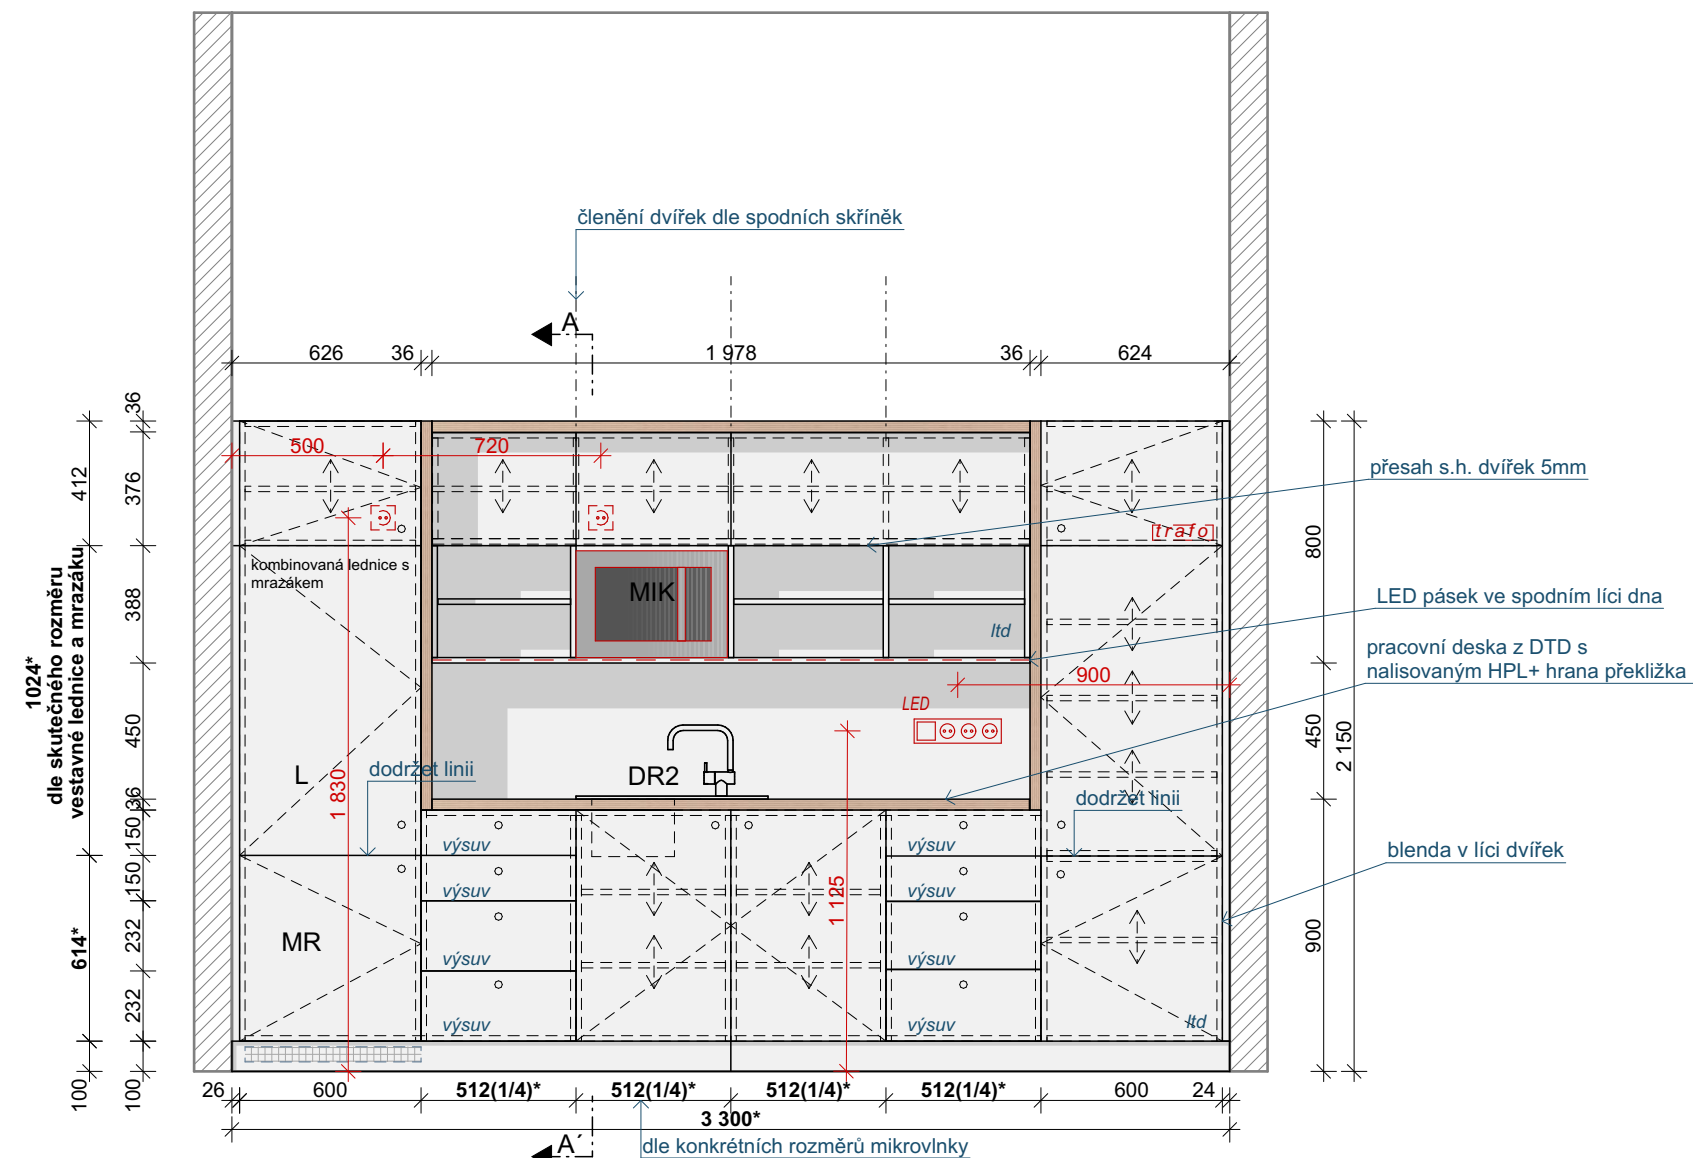 členění dvířek dle spodních skříněk
A
626
36
1 978
36
624
36
412
376
500
720
přesah s.h. dvířek 5mm
trafo
kombinovaná lednice s
mrazákem
MIK
388
800
ltd
LED pásek ve spodním líci dna
1024*
dle skutečného rozměru
vestavné lednice a mrazáku
pracovní deska z DTD s
nalisovaným HPL+ hrana překližka
900
LED
450
450
2 150
L
dodržet linii
1 830
DR2
dodržet linii
36
150
výsuv
výsuv
blenda v líci dvířek
150
výsuv
výsuv
1 125
614*
232
MR
výsuv
výsuv
900
232
výsuv
výsuv
ltd
100
100
26
600
512(1/4)*
512(1/4)*
512(1/4)*
512(1/4)*
600
24
3 300*
A´
dle konkrétních rozměrů mikrovlnky